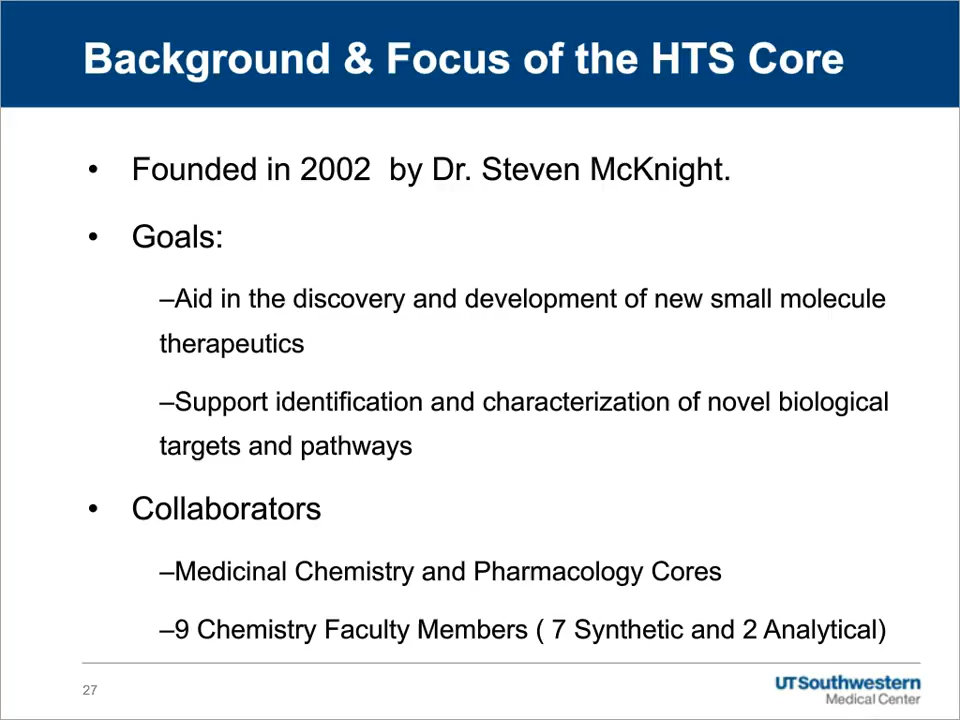 Background & Focus of the HTS Core
• Founded in 2002  by Dr. Steven McKnight.
• Goals:
–Aid in the discovery and development of new small molecule
therapeutics
–Support identification and characterization of novel biological
targets and pathways
• Collaborators
–Medicinal Chemistry and Pharmacology Cores
–9 Chemistry Faculty Members ( 7 Synthetic and 2 Analytical)
27
UTSouthwestern
Medical Center